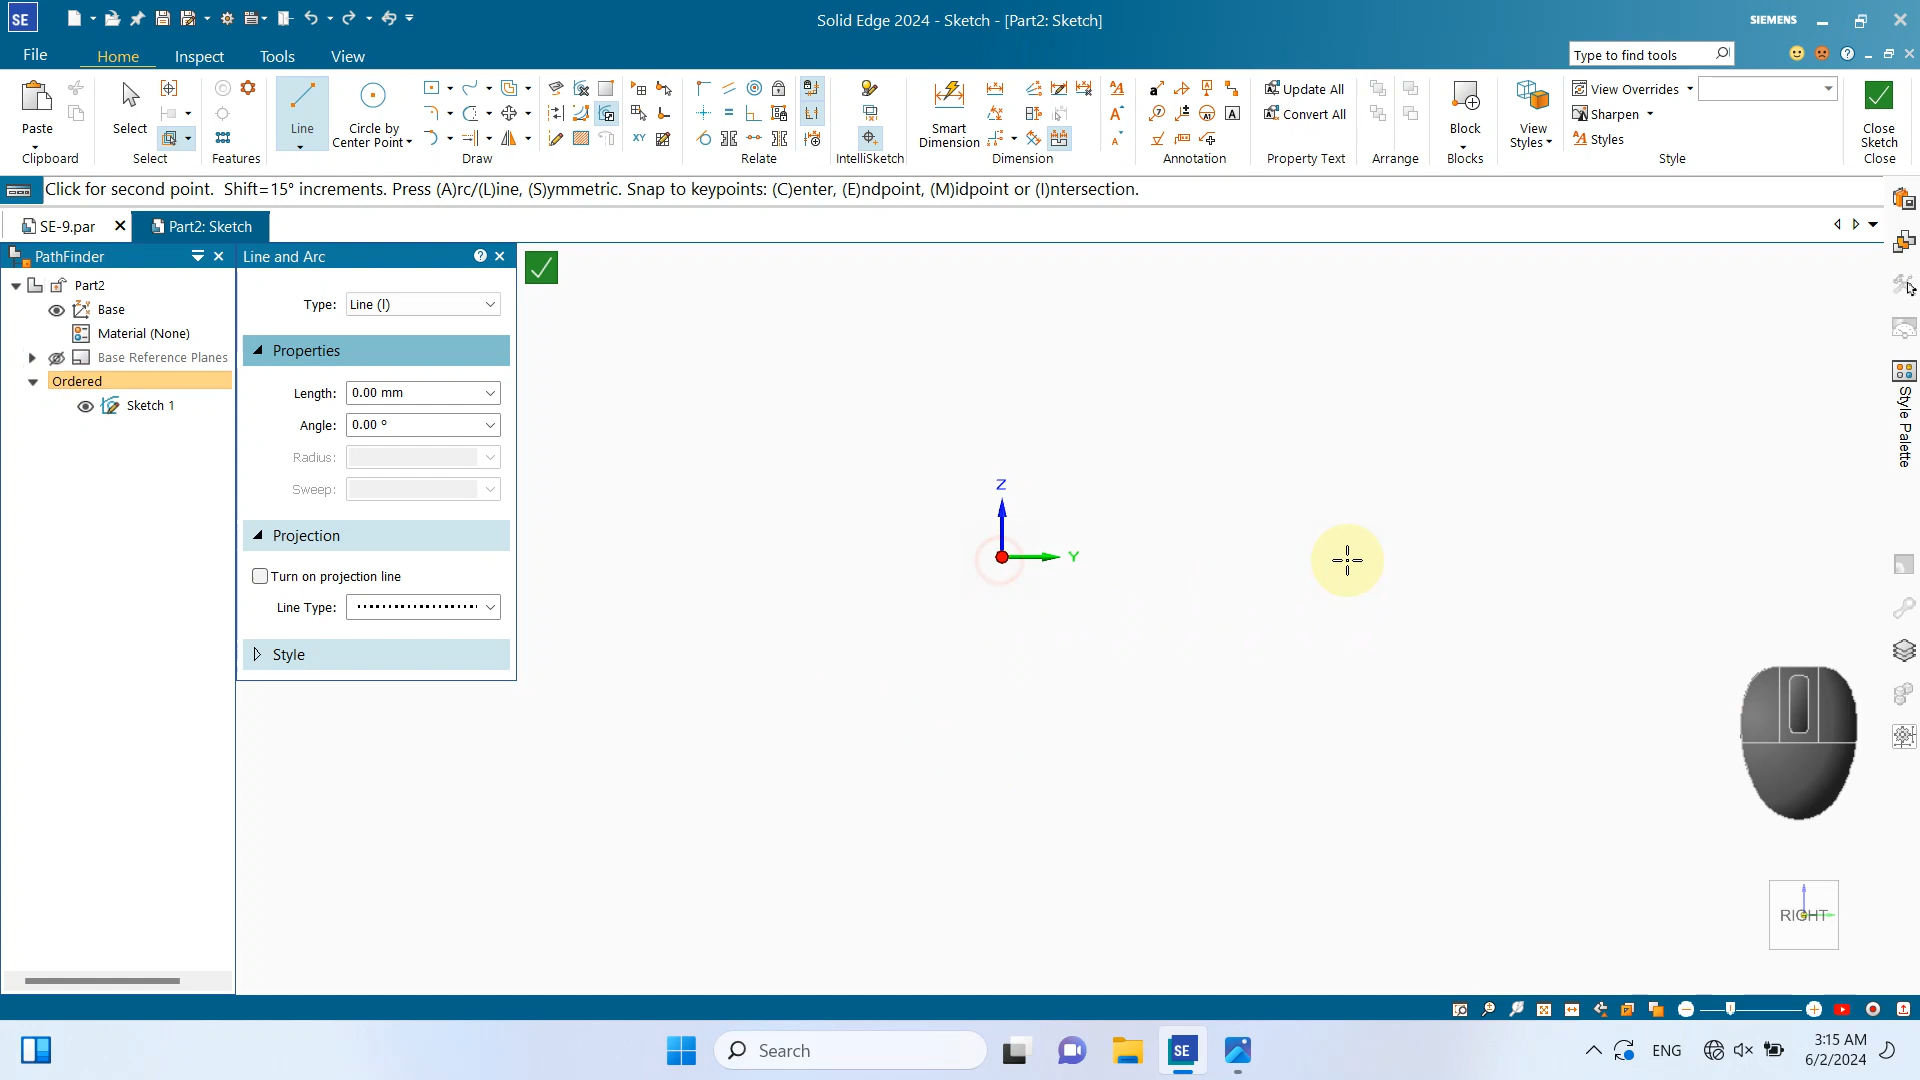 SE
Solid Edge 2024 - Sketch - [Part2: Sketch]
SIEMENS
File
Home
Inspect
Tools
View
Type to find tools
Paste
Clipboard
Select
Select
Features
Line
Circle by
Center Point
Draw
XY
Relate
IntelliSketch
Smart
Dimension
Dimension
Annotation
Update All
Convert All
Property Text
Arrange
Block
Blocks
View
Styles
View Overrides
Sharpen
Styles
Style
Close
Sketch
Close
Click for second point.  Shift=15° increments. Press (A)rc/(L)ine, (S)ymmetric. Snap to keypoints: (C)enter, (E)ndpoint, (M)idpoint or (I)ntersection.
SE-9.par
Part2: Sketch
PathFinder
Part2
Base
Material (None)
Base Reference Planes
Ordered
Sketch 1
Line and Arc
Type:
Line (l)
Properties
Length:
0.00 mm
Angle:
0.00 °
Radius:
Sweep:
Projection
Turn on projection line
Line Type:
Style
Z
Y
Style Palette
RIGHT
Search
SE
ENG
3:15 AM
6/2/2024